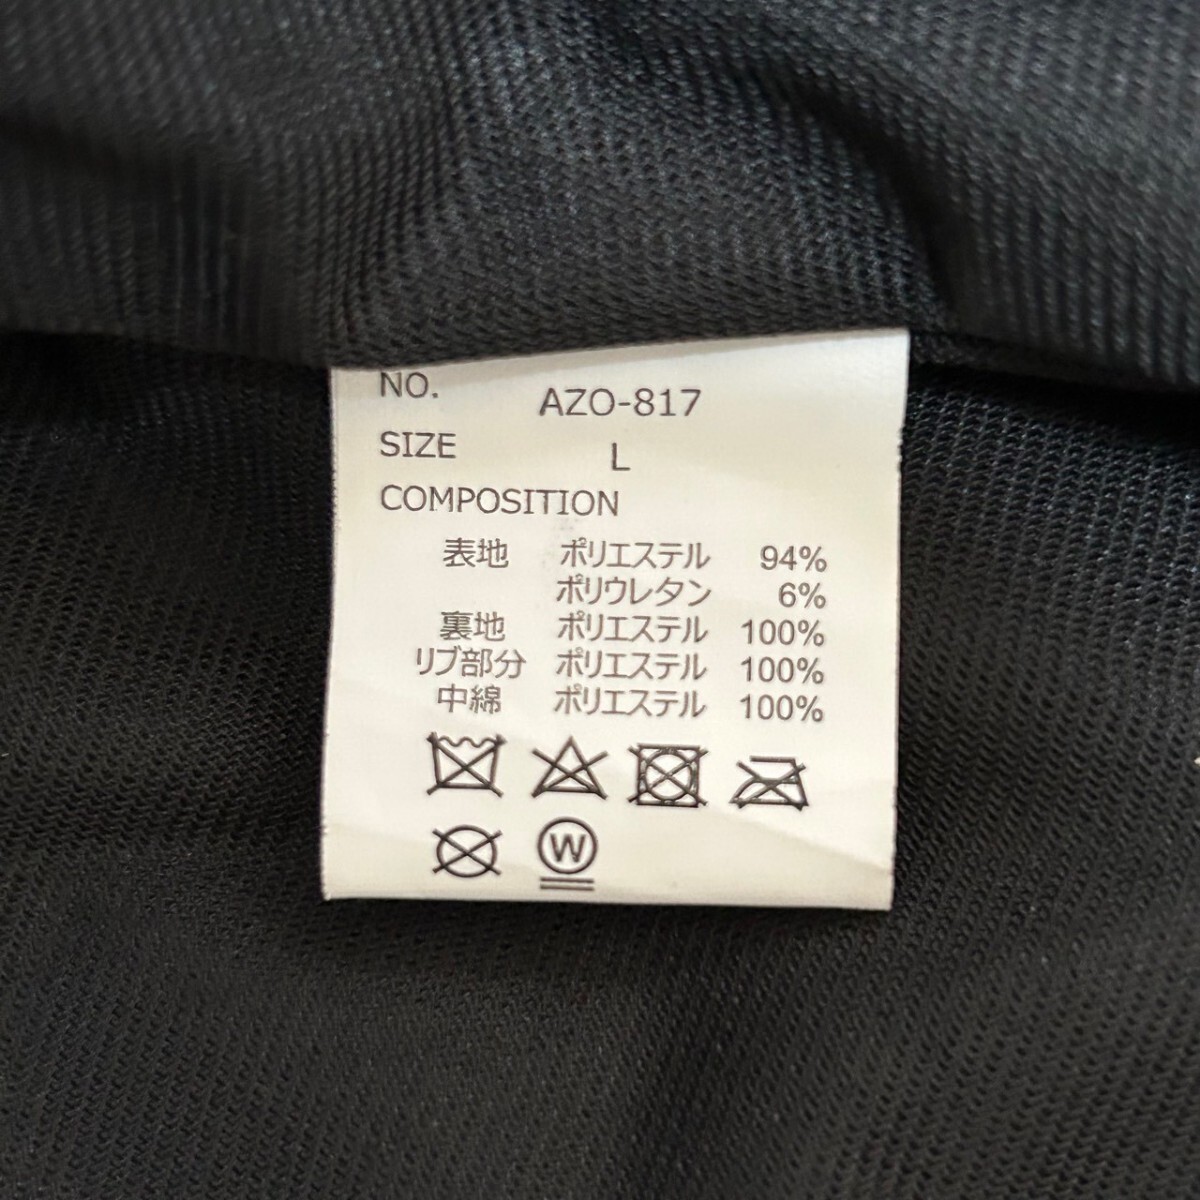 NO. AZO-817
SIZE L
COMPOSITION
表地 ポリエステル 94%
ポリウレタン 6%
裏地 ポリエステル 100%
リブ部分 ポリエステル 100%
中綿 ポリエステル 100%
W